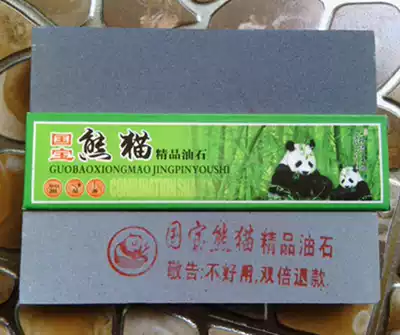 国宝熊猫精品油石
GUOBAOXIONGMAO JINGPINYOUSHI
国宝熊猫 精品油石
敬告:不好用,双倍退款.